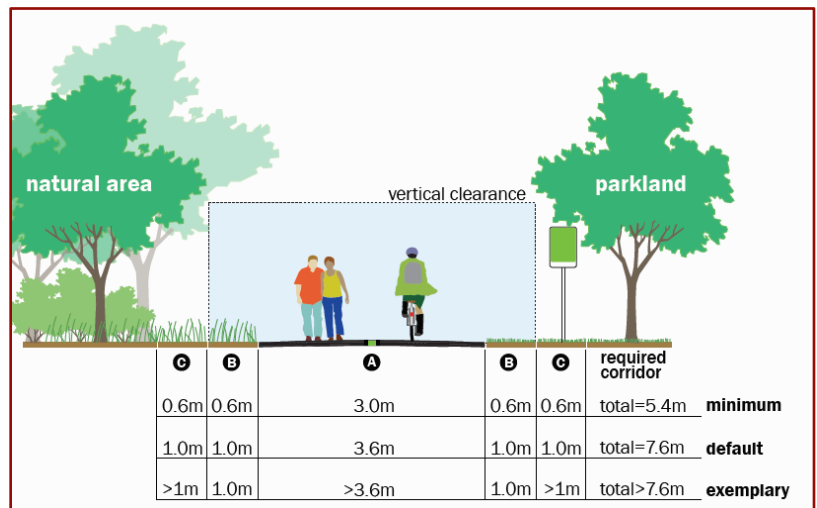 natural area
parkland
vertical clearance
C B A B C required
corridor
0.6m 0.6m 3.0m 0.6m 0.6m total=5.4m minimum
1.0m 1.0m 3.6m 1.0m 1.0m total=7.6m default
>1m 1.0m >3.6m 1.0m >1m total>7.6m exemplary